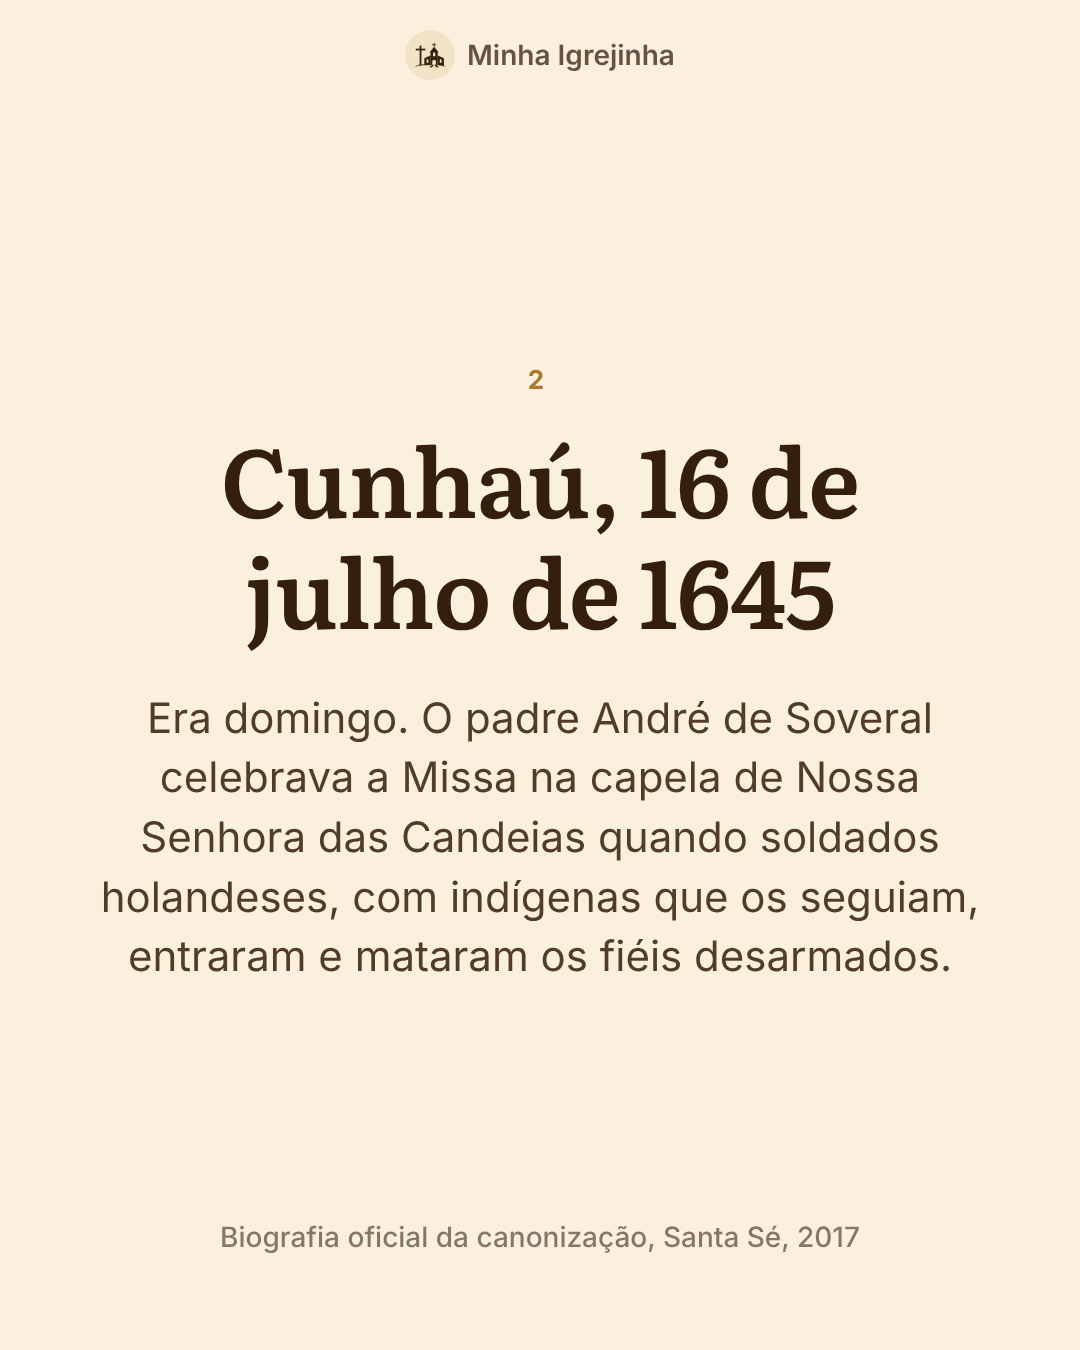 Minha Igrejinha
2
Cunhaú, 16 de
julho de 1645
Era domingo. O padre André de Soveral
celebrava a Missa na capela de Nossa
Senhora das Candeias quando soldados
holandeses, com indígenas que os seguiam,
entraram e mataram os fiéis desarmados.
Biografia oficial da canonização, Santa Sé, 2017